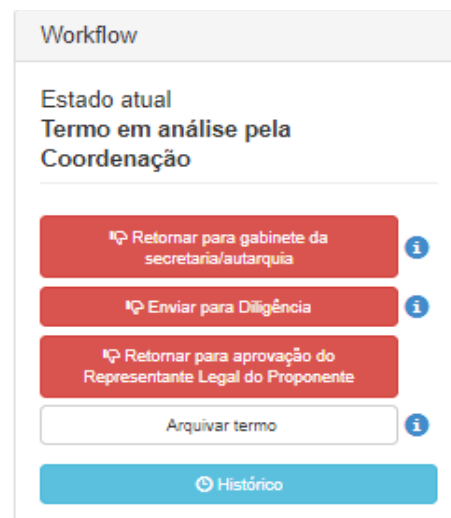 Workflow
Estado atual
Termo em análise pela
Coordenação
Retornar para gabinete da
secretaria/autarquia
Enviar para Diligência
Retornar para aprovação do
Representante Legal do Proponente
Arquivar termo
Histórico